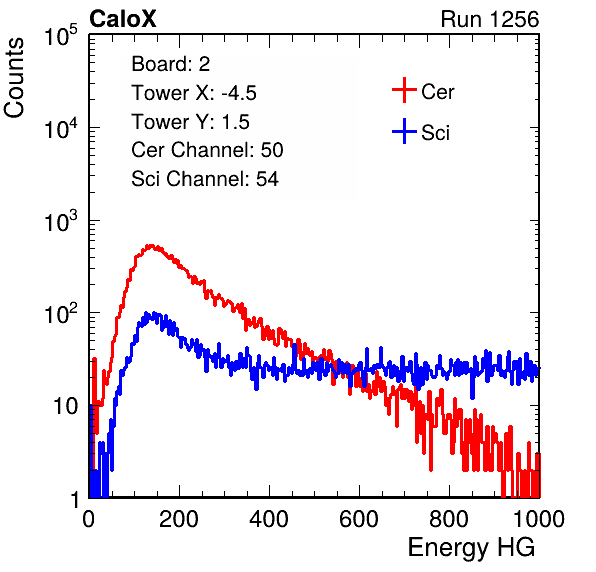 CaloX Run 1256
Counts
Board: 2
Tower X: -4.5
Tower Y: 1.5
Cer Channel: 50
Sci Channel: 54
Cer
Sci
10^5
10^4
10^3
10^2
10
1
0 200 400 600 800 1000
Energy HG